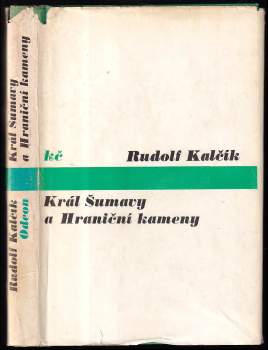 Rudolf Kalčík
Odeon
Král Šumavy
a Hraniční kameny
kč
Rudolf Kalčík
Král Šumavy
a Hraniční kameny